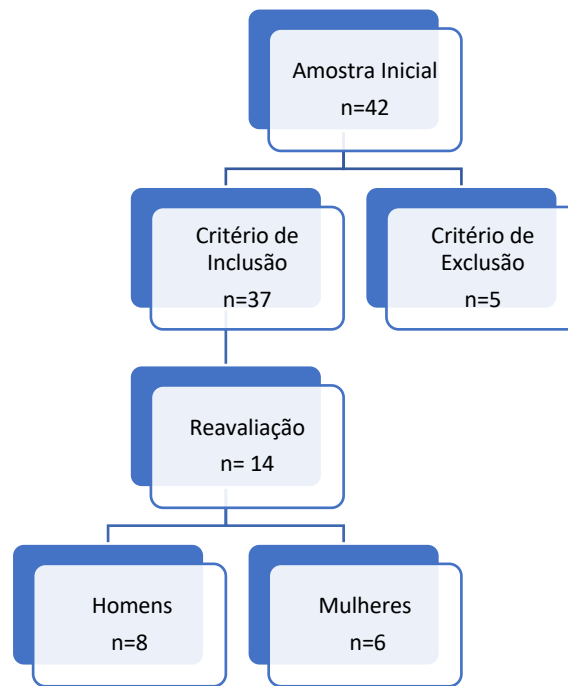 Amostra Inicial
n=42
Critério de
Inclusão
n=37
Critério de
Exclusão
n=5
Reavaliação
n= 14
Homens
n=8
Mulheres
n=6